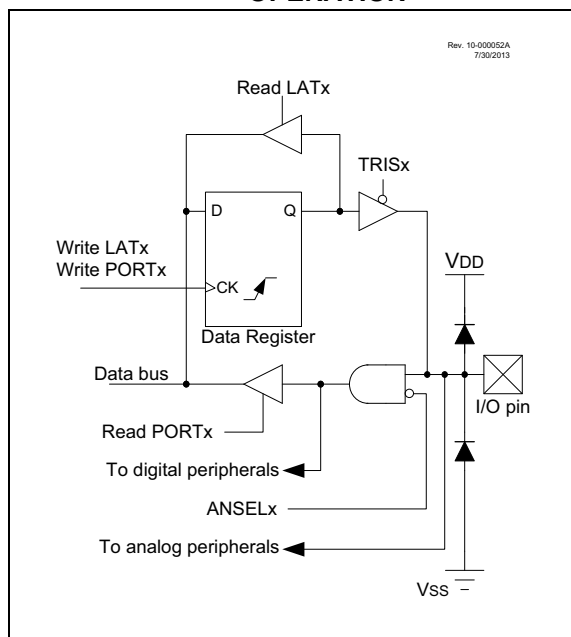 OPERATION
Rev. 10-000052A
7/30/2013
Read LATx
TRISx
D Q
Write LATx
Write PORTx
CK
VDD
Data Register
Data bus
I/O pin
Read PORTx
To digital peripherals
ANSELx
To analog peripherals
VSS